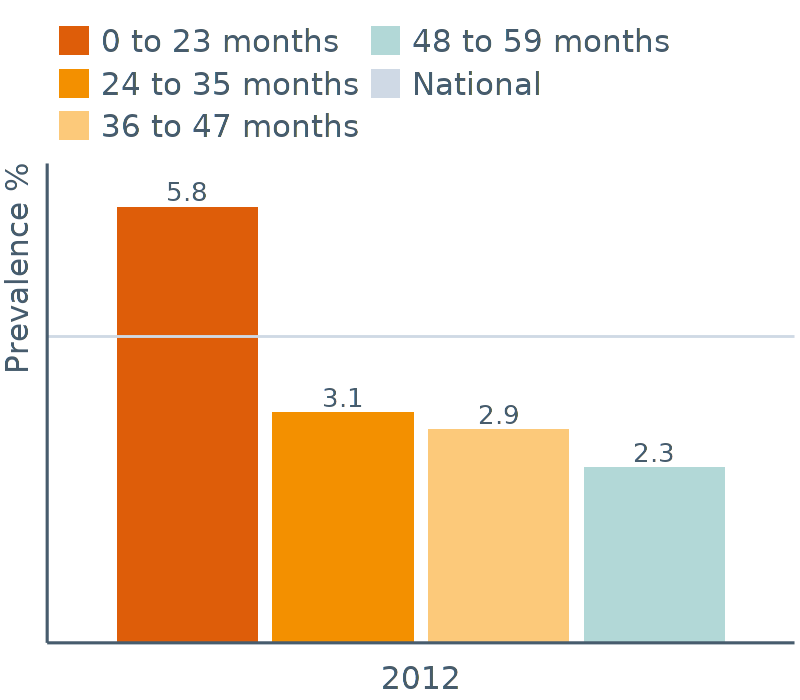 0 to 23 months
24 to 35 months
36 to 47 months
48 to 59 months
National
Prevalence %
5.8
3.1
2.9
2.3
2012